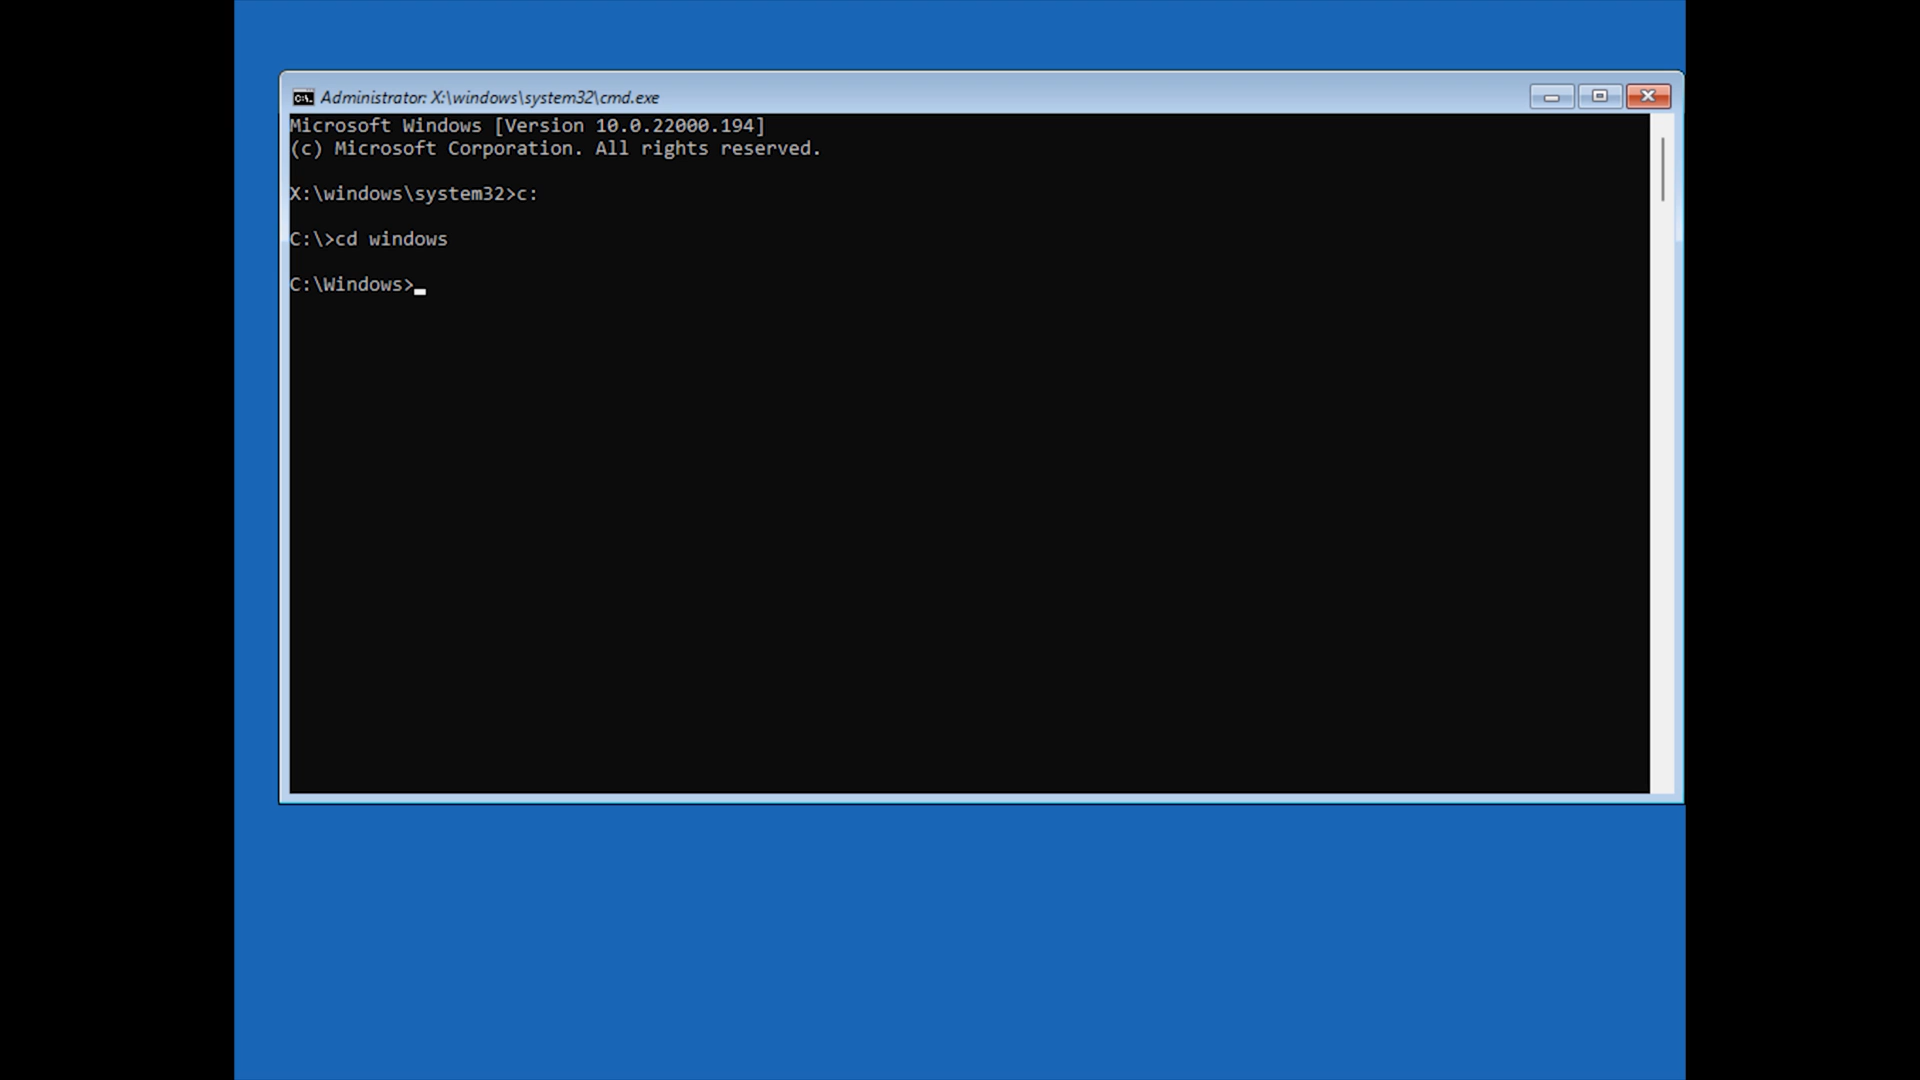 Administrator: X:\windows\system32\cmd.exe
Microsoft Windows [Version 10.0.22000.194]
(c) Microsoft Corporation. All rights reserved.
X:\windows\system32>c:
C:\>cd windows
C:\Windows>